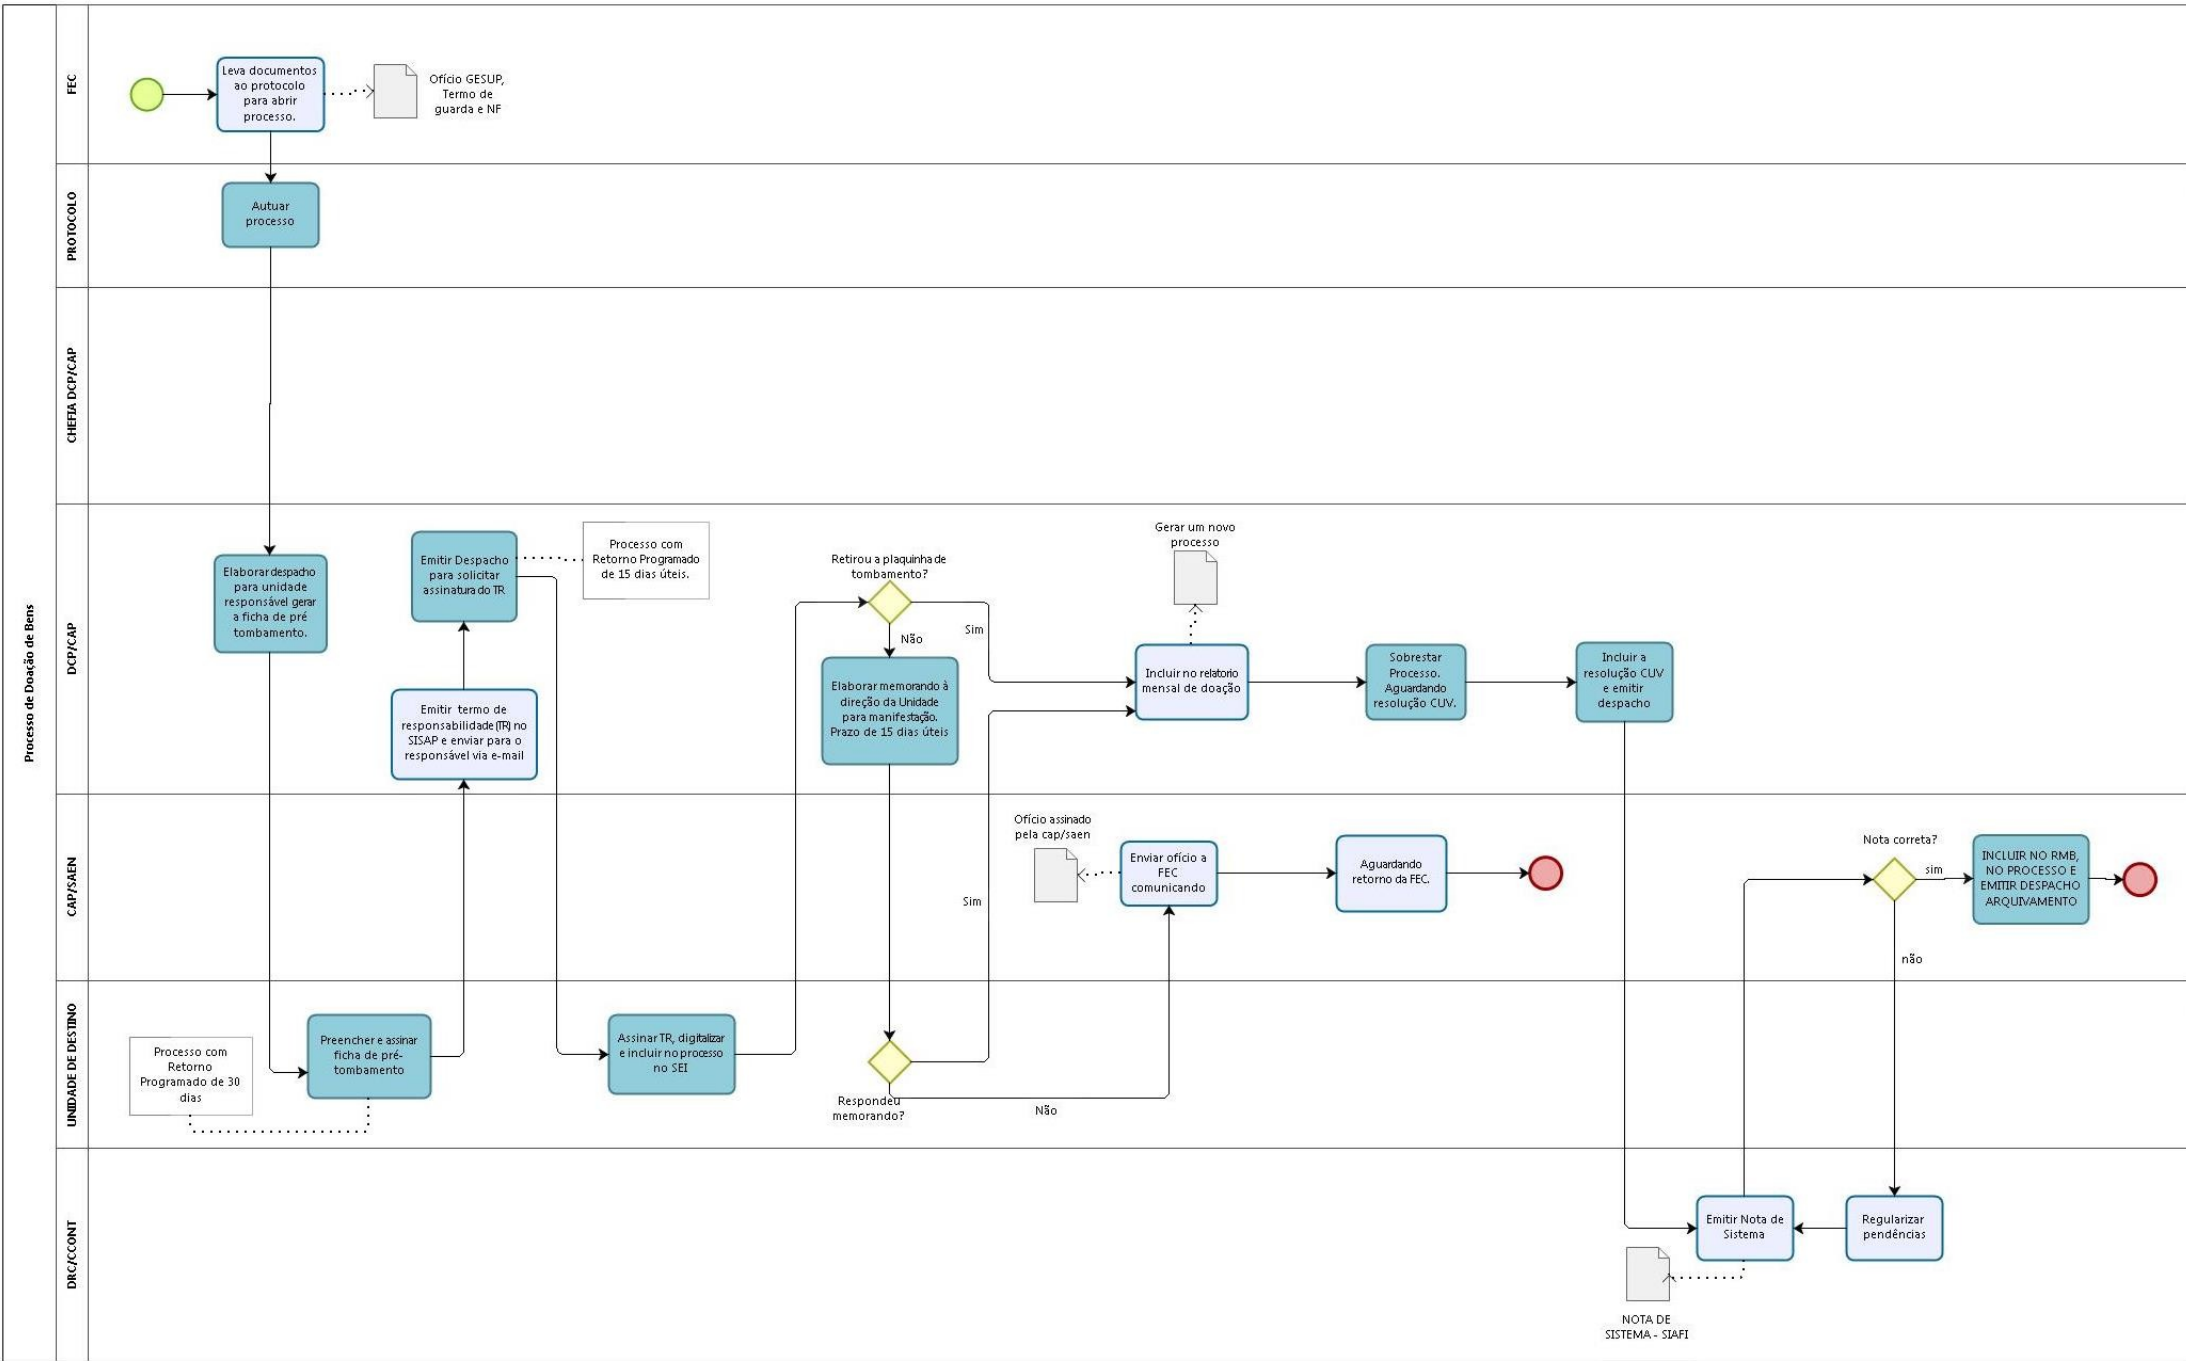 Processo de Doação de Bens
FEC
Leva documentos
ao protocolo
para abrir
processo.
Ofício GESUP,
Termo de
guarda e NF
PROTOCOLO
Autuar
processo
CHEFIA DCP/CAP
DCP/CAP
Elaborar despacho
para unidade
responsável gerar
a ficha de pré
tombamento.
Emitir Despacho
para solicitar
assinatura do TR
Processo com
Retorno Programado
de 15 dias úteis.
Emitir termo de
responsabilidade (TR) no
SISAP e enviar para o
responsável via e-mail
Retirou a plaquinha de
tombamento?
Sim
Não
Elaborar memorando à
direção da Unidade
para manifestação.
Prazo de 15 dias úteis
Gerar um novo
processo
Incluir no relatorio
mensal de doação
Sobrestar
Processo.
Aguardando
resolução CUV.
Incluir a
resolução CUV
e emitir
despacho
CAP/SAEN
Sim
Ofício assinado
pela cap/saen
Enviar ofício a
FEC
comunicando
Aguardando
retorno da FEC.
Nota correta?
sim
não
INCLUIR NO RMB,
NO PROCESSO E
EMITIR DESPACHO
ARQUIVAMENTO
UNIDADE DE DESTINO
Processo com
Retorno
Programado de 30
dias
Preencher e assinar
ficha de pré-
tombamento
Assinar TR, digitalizar
e incluir no processo
no SEI
Respondeu
memorando?
Não
DRC/CCONT
Emitir Nota de
Sistema
Regularizar
pendências
NOTA DE
SISTEMA - SIAFI